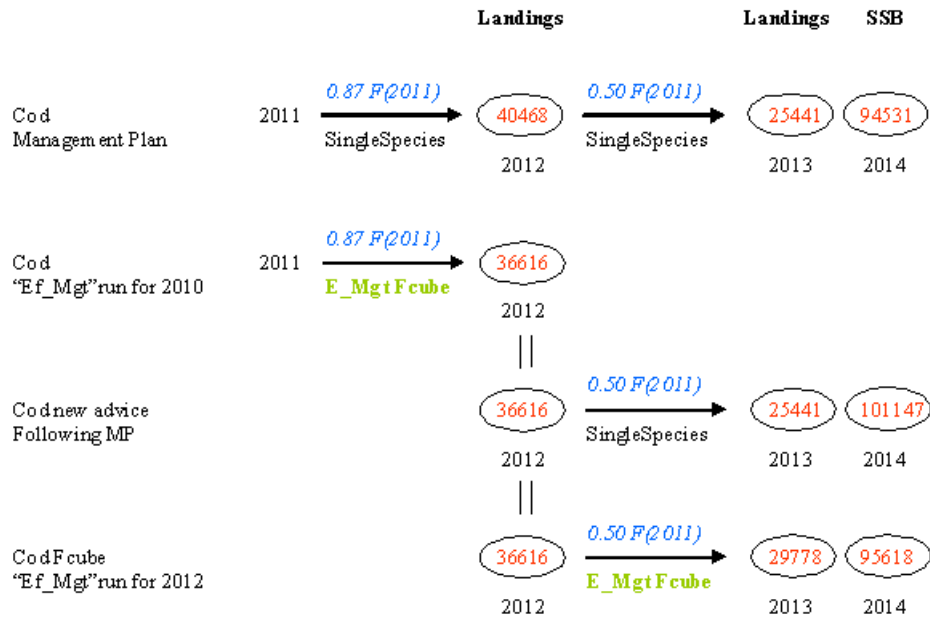 Landings Landings SSB
0.87 F(2011) 0.50 F(2011)
Cod 2011 40468 25441 94531
Management Plan SingleSpecies SingleSpecies
2012 2013 2014
0.87 F(2011)
Cod 2011 36616
“Ef_Mgt”run for 2010 E_Mgt Fcube
2012
0.50 F(2011)
Cod new advice 36616 25441 101147
Following MP SingleSpecies
2012 2013 2014
0.50 F(2011)
Cod Fcube 36616 29778 95618
“Ef_Mgt”run for 2012 E_Mgt Fcube
2012 2013 2014